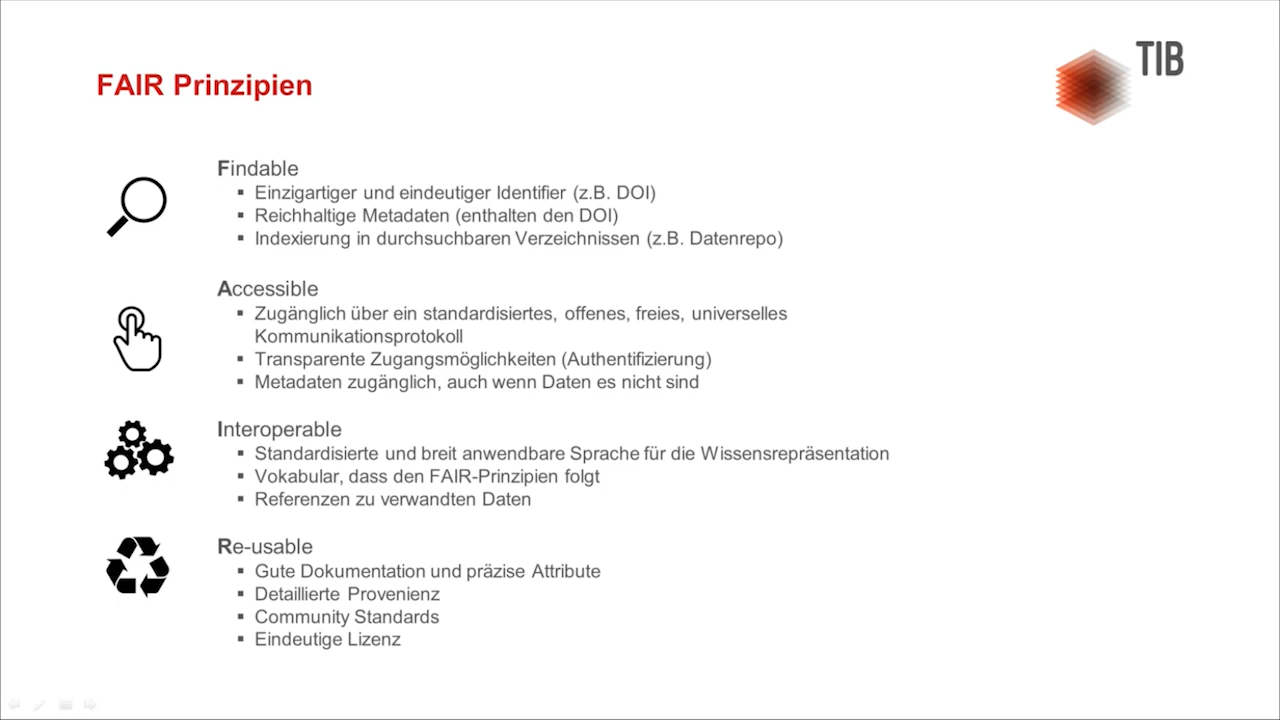 FAIR Prinzipien
TIB
Findable
▪ Einzigartiger und eindeutiger Identifier (z.B. DOI)
▪ Reichhaltige Metadaten (enthalten den DOI)
▪ Indexierung in durchsuchbaren Verzeichnissen (z.B. Datenrepo)
Accessible
▪ Zugänglich über ein standardisiertes, offenes, freies, universelles
Kommunikationsprotokoll
▪ Transparente Zugangsmöglichkeiten (Authentifizierung)
▪ Metadaten zugänglich, auch wenn Daten es nicht sind
Interoperable
▪ Standardisierte und breit anwendbare Sprache für die Wissensrepräsentation
▪ Vokabular, dass den FAIR-Prinzipien folgt
▪ Referenzen zu verwandten Daten
Re-usable
▪ Gute Dokumentation und präzise Attribute
▪ Detaillierte Provenienz
▪ Community Standards
▪ Eindeutige Lizenz